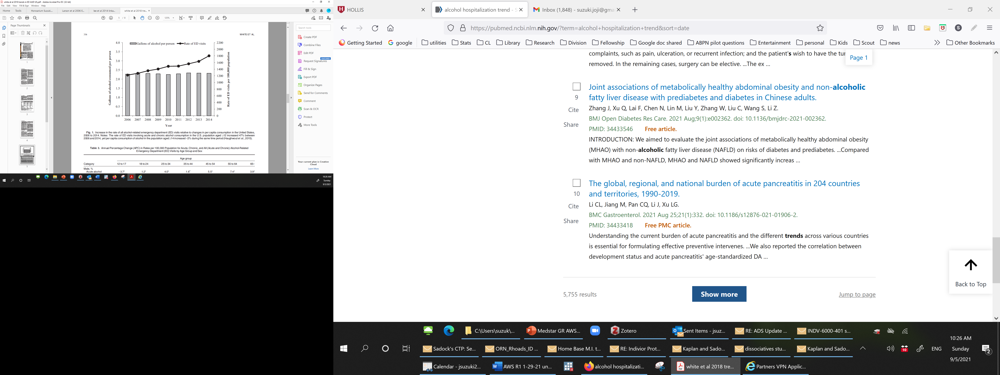 white et al 2018 trends in ED AUD US.pdf - Adobe Acrobat Pro DC (32-bit)
File Edit View Fill & Sign Window Help
Home Tools Honoarium Suzuki... Larson et al 2006 E... lee et al 2014 linka... white et al 2018 tre... ×
5 / 8 125%
Page Thumbnails
1
2
3
4
5
356 WHITE ET AL.
Gallons of alcohol per person Rate of ED visits
Gallons of alcohol consumed per person
4.0
3.5
3.0
2.5
2.0
1.5
1.0
0.5
0.0
2200
2000
1800
1600
1400
1200
1000
800
600
400
200
0
Rate of ED visits per 100,000 population
2006 2007 2008 2009 2010 2011 2012 2013 2014
Year
Fig. 1. Increase in the rate of all alcohol-related emergency department (ED) visits relative to changes in per capita consumption in the United States,
2006 to 2014. Notes: The rate of ED visits involving acute and chronic alcohol consumption in the U.S. population aged ≥12 increased 47% between
2006 and 2014, yet per capita consumption of alcohol in the population aged ≥14 increased <2% during the same time period (Haughwout et al., 2015).
Table 3. Annual Percentage Change (APC) in Rates per 100,000 Population for Acute, Chronic, and All (Acute and Chronic) Alcohol-Related
Emergency Department (ED) Visits by Age Group and Sex
Age group
Category 12 to 17 18 to 24 25 to 34 35 to 44 45 to 54 55 to 64 65+
Male, %
Acute alcohol −3.7* 1.2* 4.0* 1.6† 5.5* 7.4* 3.9*
Search tools
Create PDF
Combine Files
Edit PDF
FEATURED
Request Signatures
Fill & Sign
Export PDF
Organize Pages
Send for Comments
Comment
Scan & OCR
Protect
More Tools
Your current plan is Creative
Cloud
Learn More
10:26 AM
Sunday
9/5/2021
HOLLIS
alcohol hospitalization trend - S
Inbox (1,848) - suzuki.joji@gma
https://pubmed.ncbi.nlm.nih.gov/?term=alcohol+hospitalization+trend&sort=date
Getting Started google utilities Stats CL Library Research Division Fellowship Google doc shared ABPN pilot questions Entertainment personal Kids Scout news Other Bookmarks
complaints, such as pain, ulceration, or recurrent infection; and the patient's wish to have the tur
removed. In the remaining cases, surgery can be elective. ...The ex ...
Page 1
Joint associations of metabolically healthy abdominal obesity and non-alcoholic
9
fatty liver disease with prediabetes and diabetes in Chinese adults.
Cite
Zhang J, Xu Q, Lai F, Chen N, Lin M, Liu Y, Zhang W, Liu C, Wang S, Li Z.
BMJ Open Diabetes Res Care. 2021 Aug;9(1):e002362. doi: 10.1136/bmjdrc-2021-002362.
Share
PMID: 34433546 Free article.
INTRODUCTION: We aimed to evaluate the joint associations of metabolically healthy abdominal obesity
(MHAO) with non-alcoholic fatty liver disease (NAFLD) on risks of diabetes and prediabetes. ...Compared
with MHAO and non-NAFLD, MHAO and NAFLD showed significantly increas ...
The global, regional, and national burden of acute pancreatitis in 204 countries
10
and territories, 1990-2019.
Cite
Li CL, Jiang M, Pan CQ, Li J, Xu LG.
BMC Gastroenterol. 2021 Aug 25;21(1):332. doi: 10.1186/s12876-021-01906-2.
Share
PMID: 34433418 Free PMC article.
Understanding the current burden of acute pancreatitis and the different trends across various countries
is essential for formulating effective preventive intervenes. ...We also reported the correlation between
development status and acute pancreatitis' age-standardized DA ...
Back to Top
5,755 results Show more Jump to page
C:\Users\suzuk\... Medstar GR AWS... Zotero Sent Items - jsuz... RE: ADS Update ... INDV-6000-401 s...
Sadock's CTP: Se... ORN_Rhoads_ID ... Home Base M.I. t... RE: Indivior Prot... Kaplan and Sado... dissociatives stu... Kaplan and Sado...
Calendar - jsuzuki2... AWS R1 1-29-21 un... alcohol hospitalizati... white et al 2018 tre... Partners VPN Applic...
10 ENG
10:26 AM
Sunday
9/5/2021
2